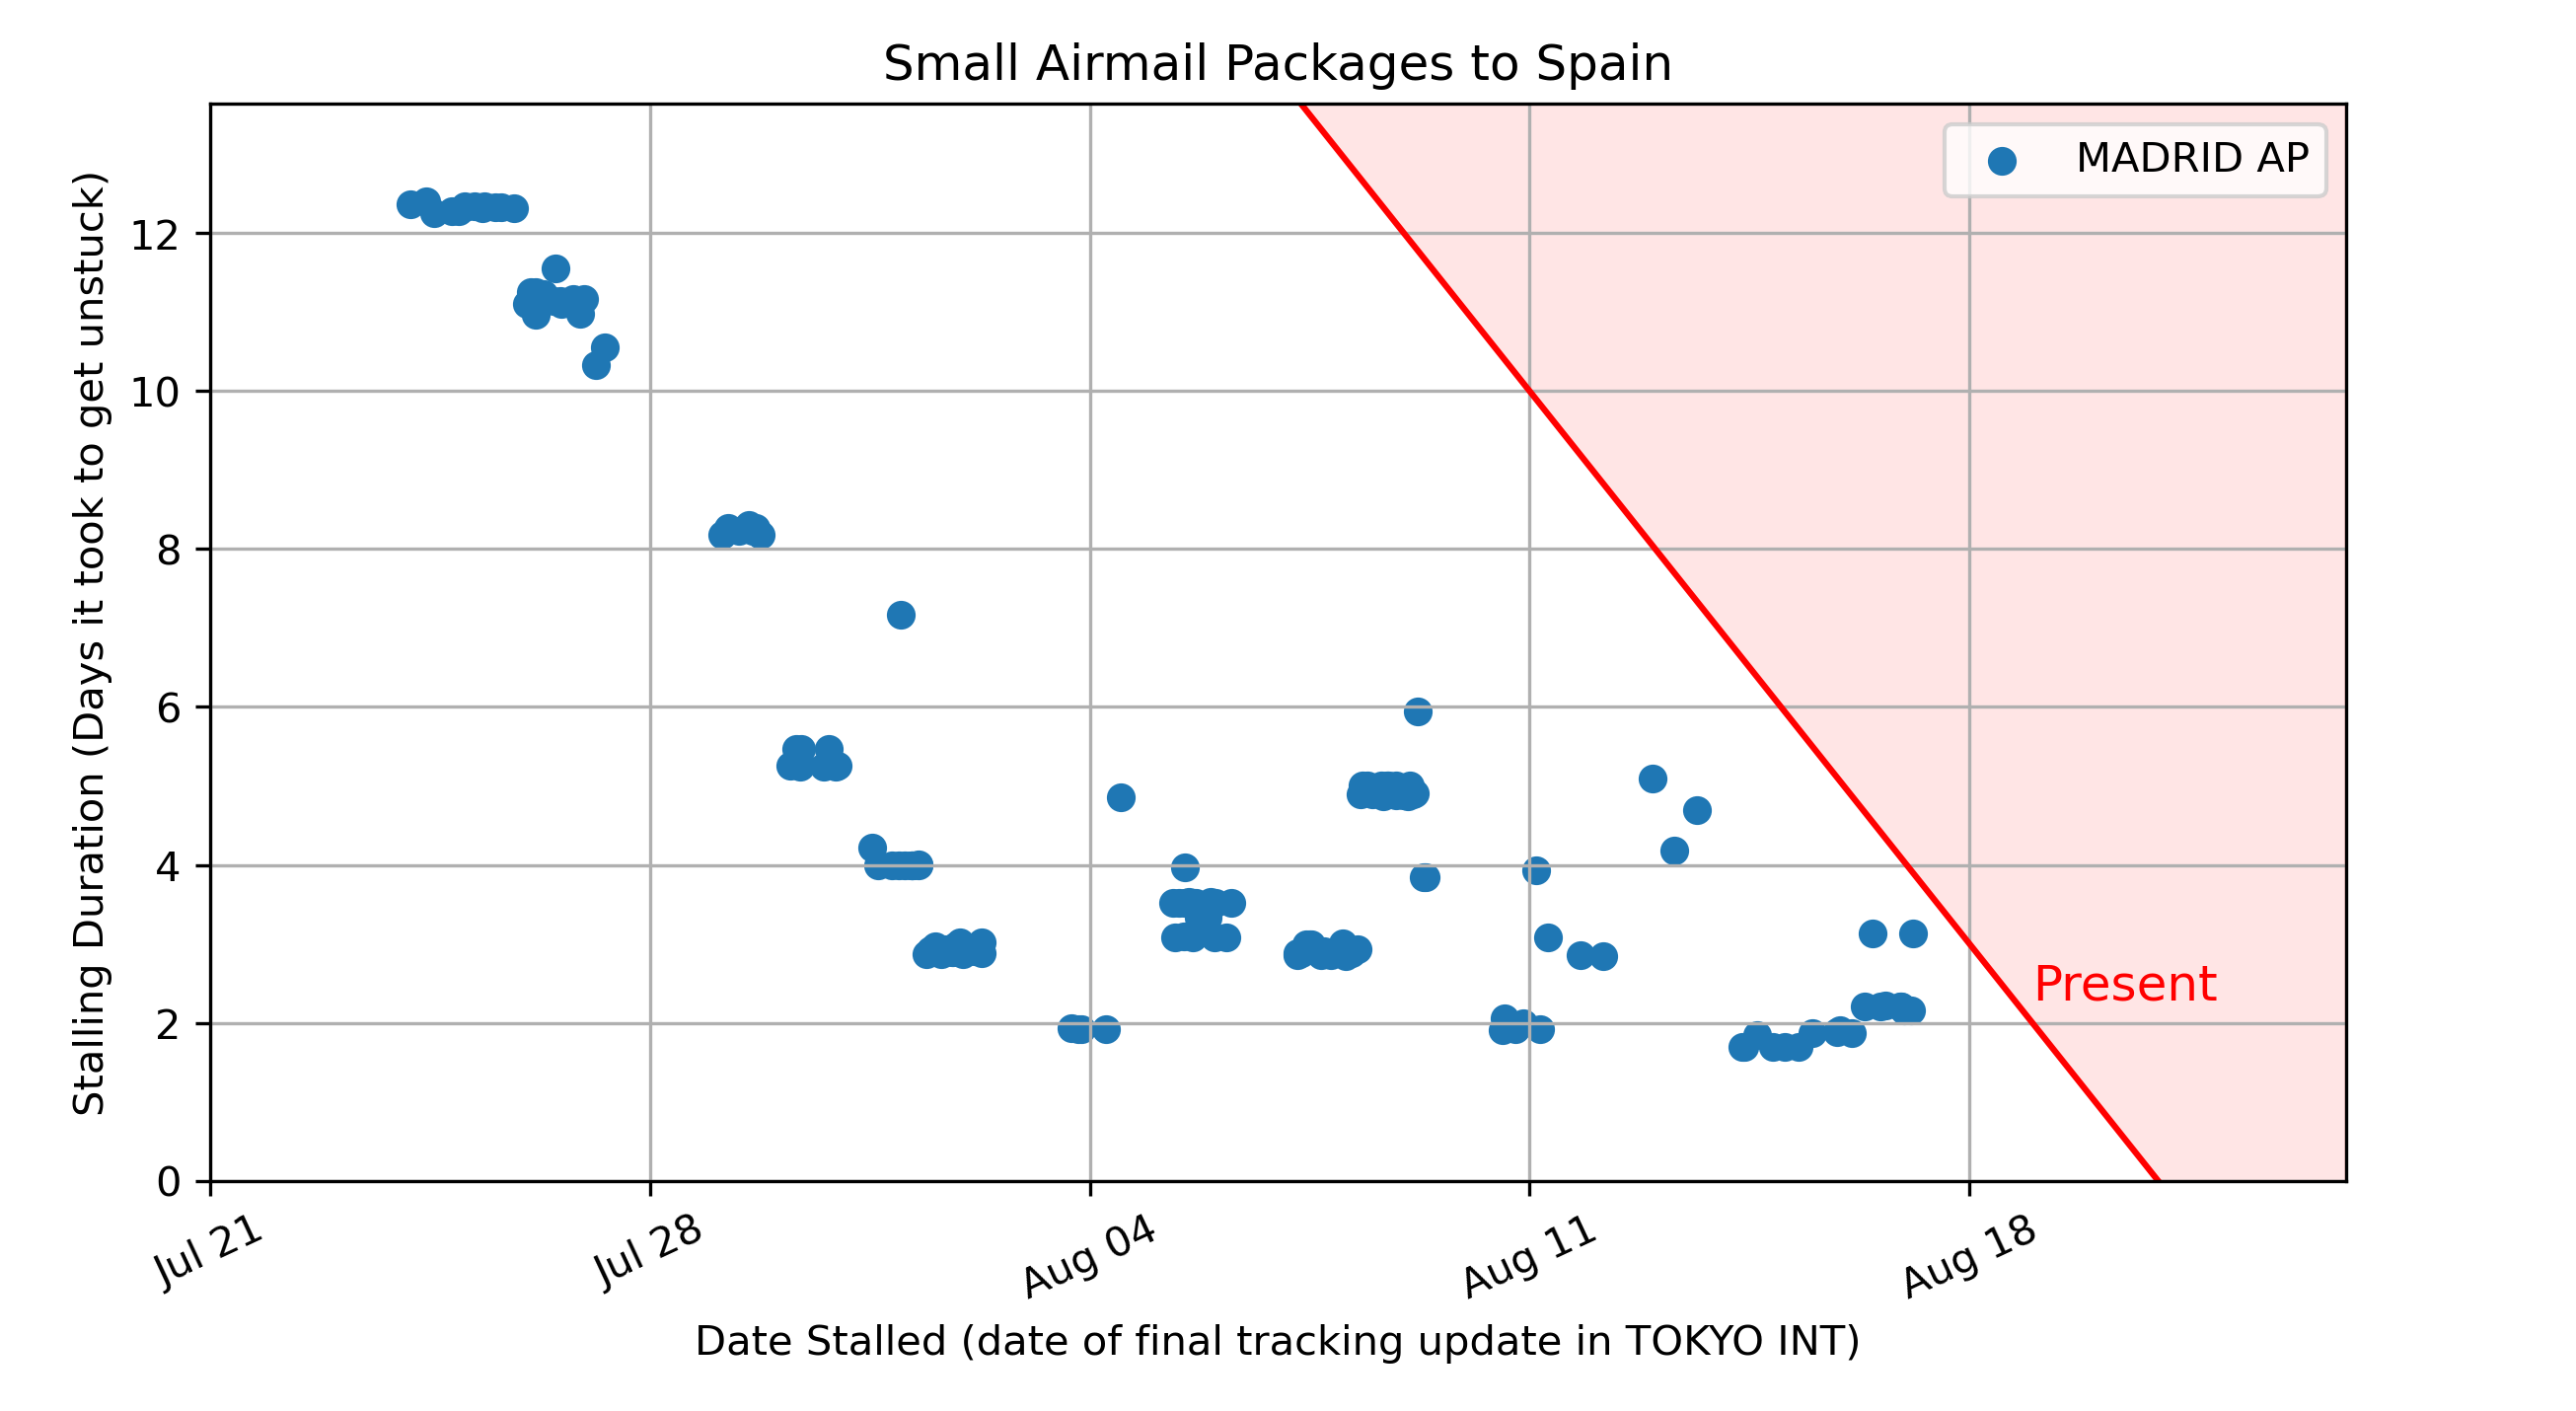 Small Airmail Packages to Spain
MADRID AP
Stalling Duration (Days it took to get unstuck)
12
10
8
6
4
2
0
Present
Jul 21
Jul 28
Aug 04
Aug 11
Aug 18
Date Stalled (date of final tracking update in TOKYO INT)